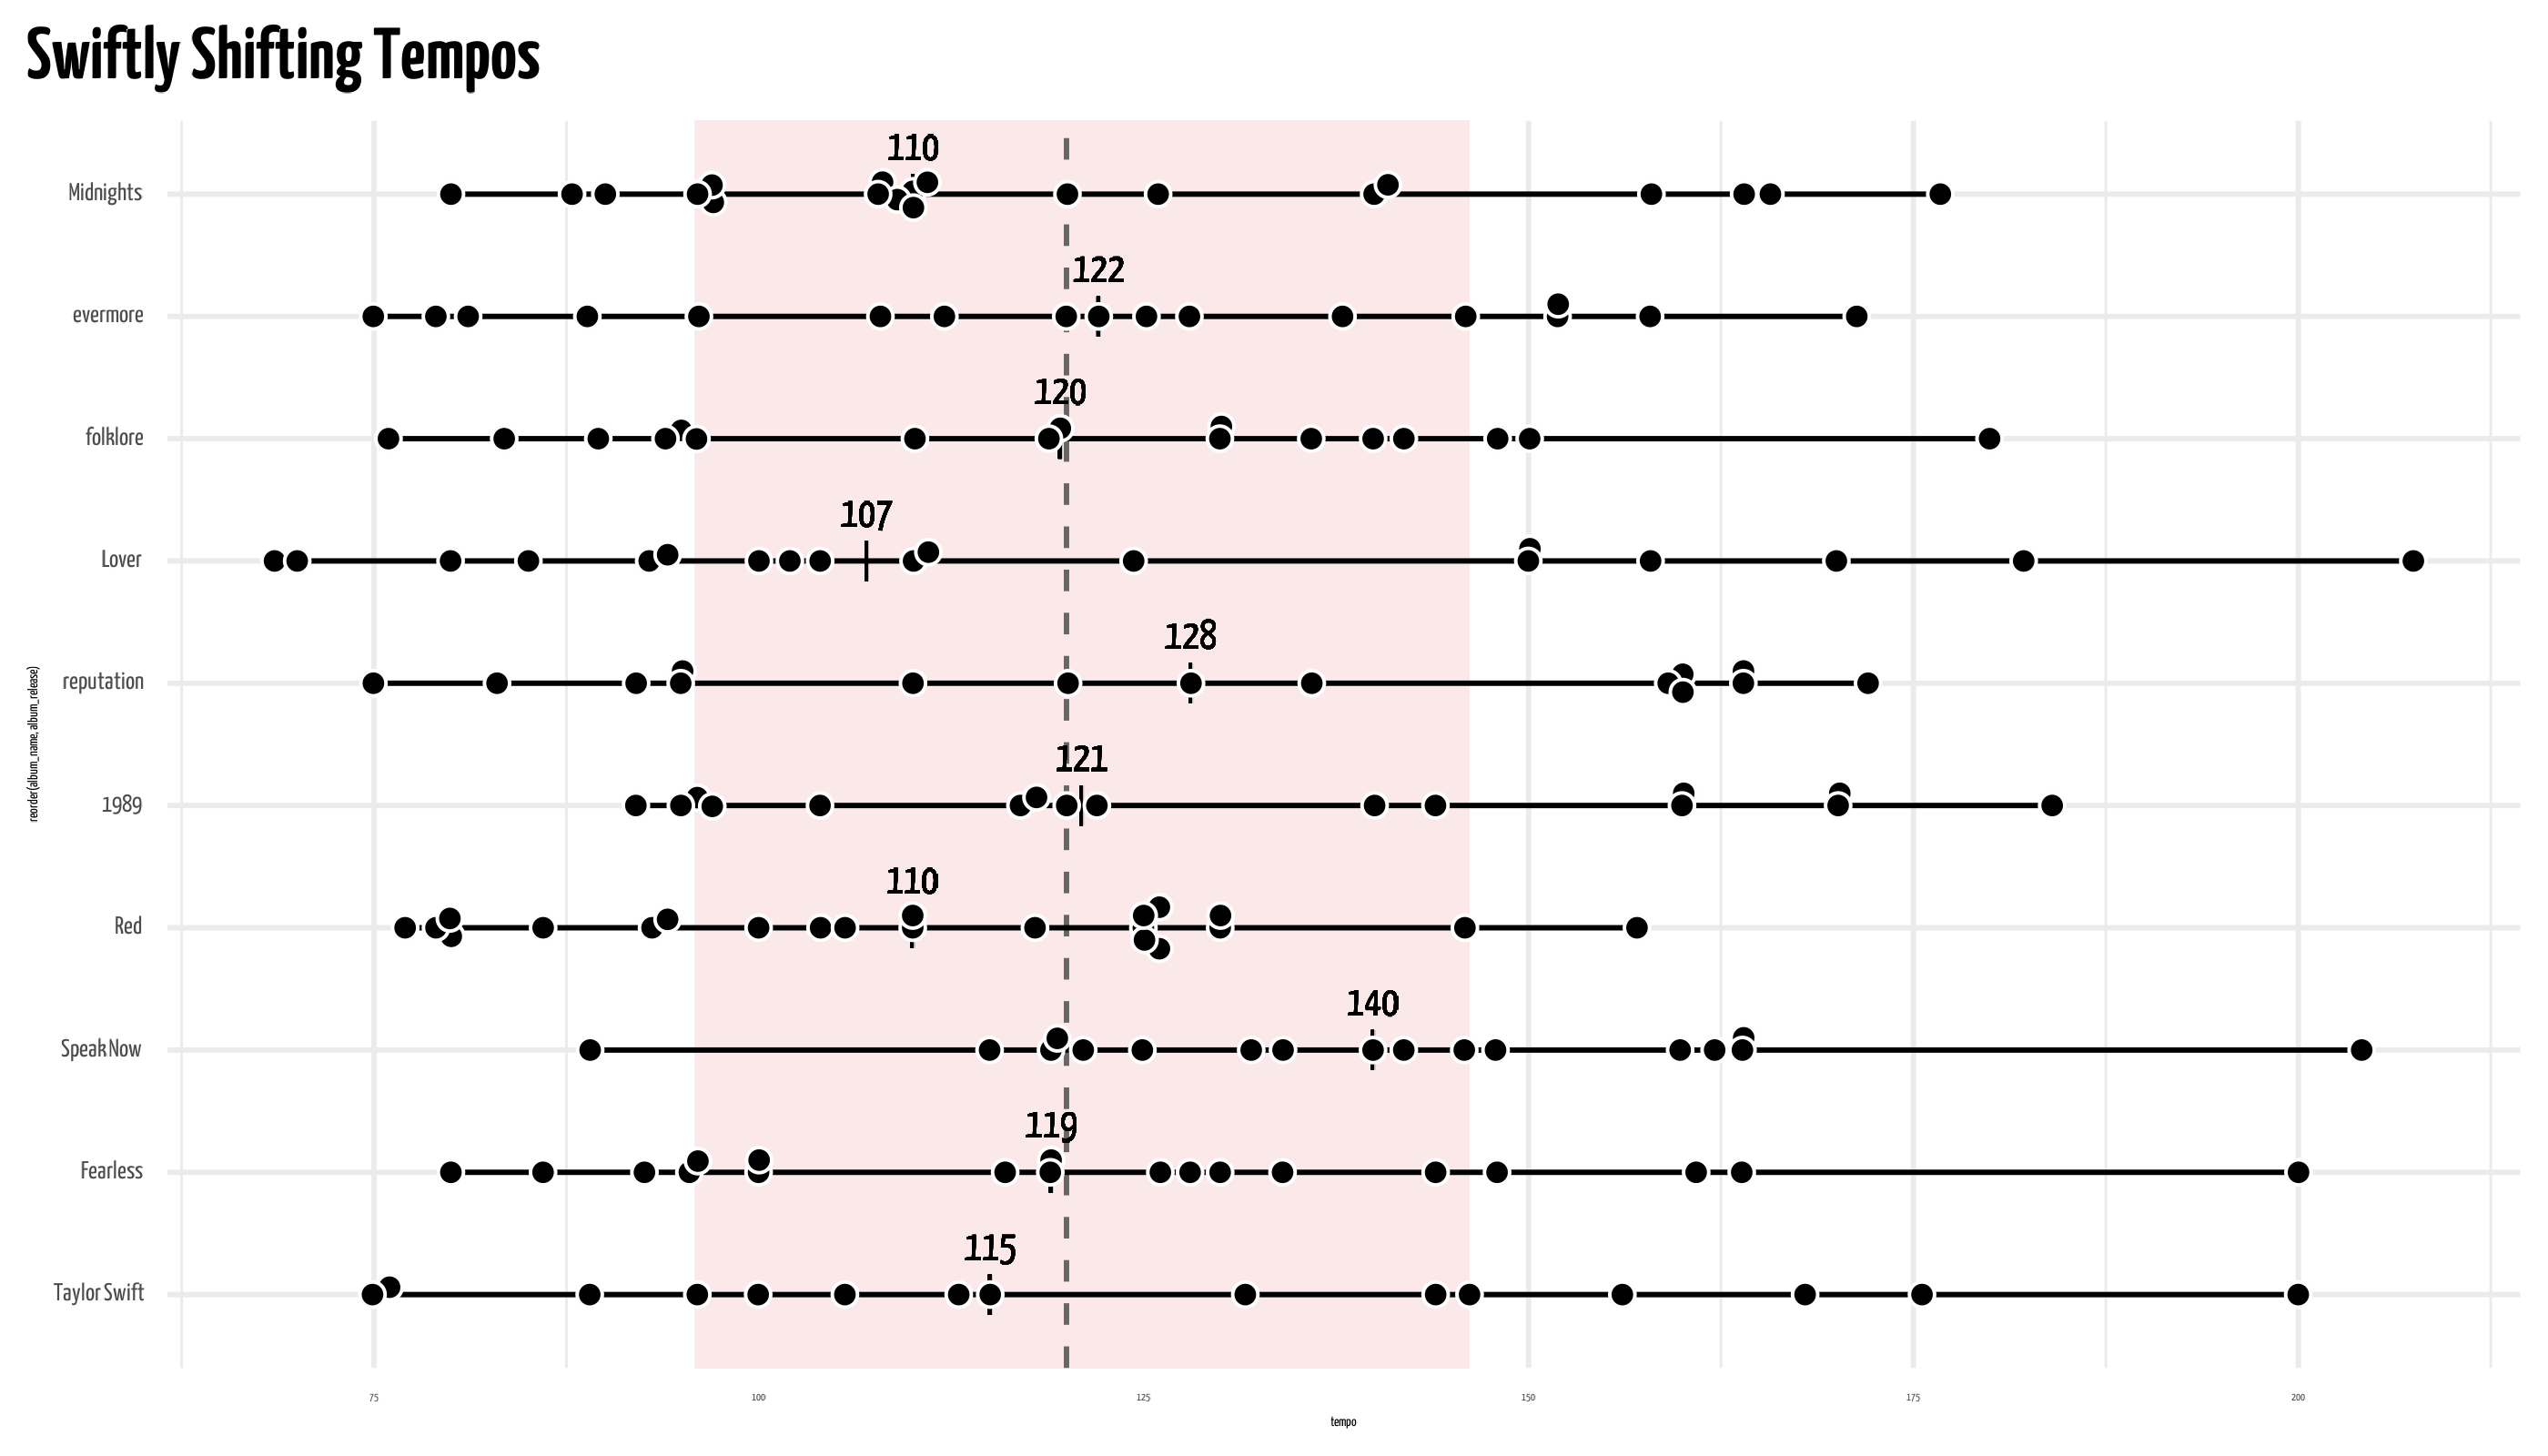 Swiftly Shifting Tempos
110
Midnights
122
evermore
120
folklore
107
Lover
128
reputation
reorder(album_name, album_release)
121
1989
110
Red
140
Speak Now
119
Fearless
115
Taylor Swift
75 100 125 150 175 200
tempo